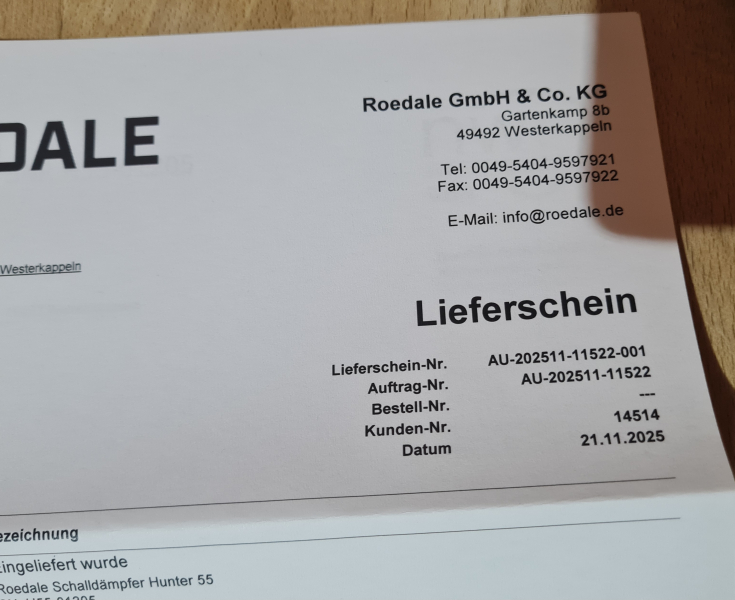 Roedale GmbH & Co. KG
Gartenkamp 8b
49492 Westerkappeln
DALE
Tel: 0049-5404-9597921
Fax: 0049-5404-9597922
E-Mail: info@roedale.de
Westerkappeln
Lieferschein
Lieferschein-Nr. AU-202511-11522-001
Auftrag-Nr. AU-202511-11522
Bestell-Nr. ---
Kunden-Nr. 14514
Datum 21.11.2025
ezeichnung
ingeliefert wurde
Roedale Schalldämpfer Hunter 55